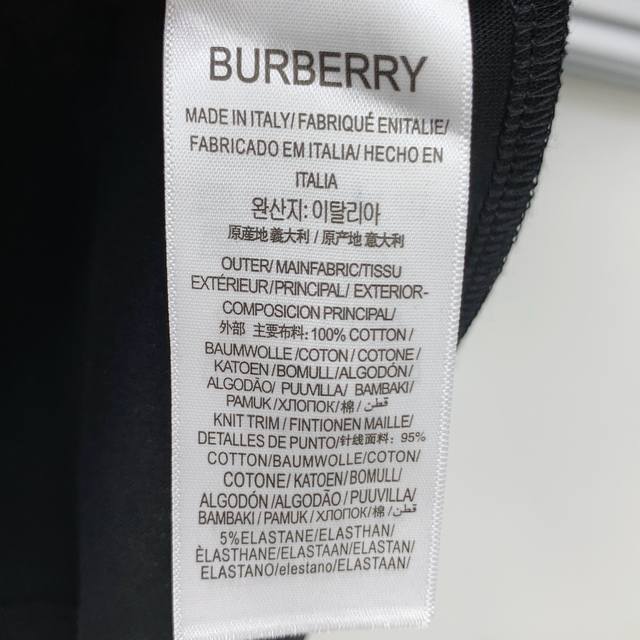 BURBERRY
MADE IN ITALY/ FABRIQUÉ ENITALIE/
FABRICADO EM ITALIA/ HECHO EN
ITALIA
완산지: 이탈리아
原産地 義大利 / 原产地 意大利
OUTER/ MAINFABRIC/TISSU
EXTÉRIEUR/PRINCIPAL/ EXTERIOR-
COMPOSICION PRINCIPAL/
外部 主要布料: 100% COTTON /
BAUMWOLLE /COTON / COTONE /
KATOEN / BOMULL/ ALGODÓN/
ALGODÃO/ PUUVILLA/ BAMBAKI/
PAMUK / ХЛОПОК/ 棉/ قطن/
KNIT TRIM / FINTIONEN MAILLE/
DETALLES DE PUNTO/针线面料: 95%
COTTON/BAUMWOLLE/COTON/
COTONE/ KATOEN/ BOMULL/
ALGODÓN /ALGODÃO / PUUVILLA/
BAMBAKI / PAMUK / ХЛОПОК/ 棉/ قطن/
5%ELASTANE/ELASTHAN/
ÈLASTHANE/ELASTAAN/ELASTAN/
ELASTANO/elestano/ELASTAAN/